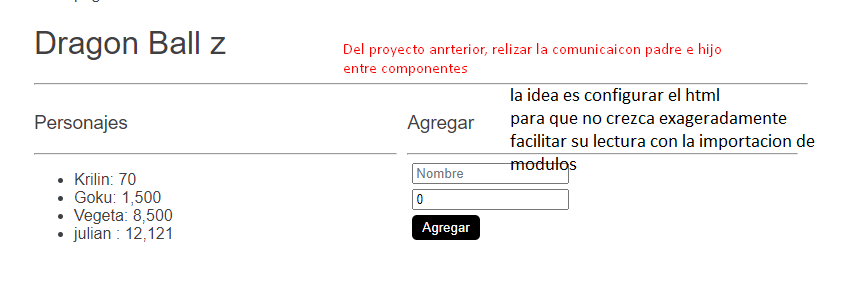 Dragon Ball z
Del proyecto anrterior, relizar la comunicaicon padre e hijo
entre componentes
la idea es configurar el html
para que no crezca exageradamente
facilitar su lectura con la importacion de
modulos
Personajes
Krilin: 70
Goku: 1,500
Vegeta: 8,500
julian : 12,121
Agregar
Nombre
0
Agregar